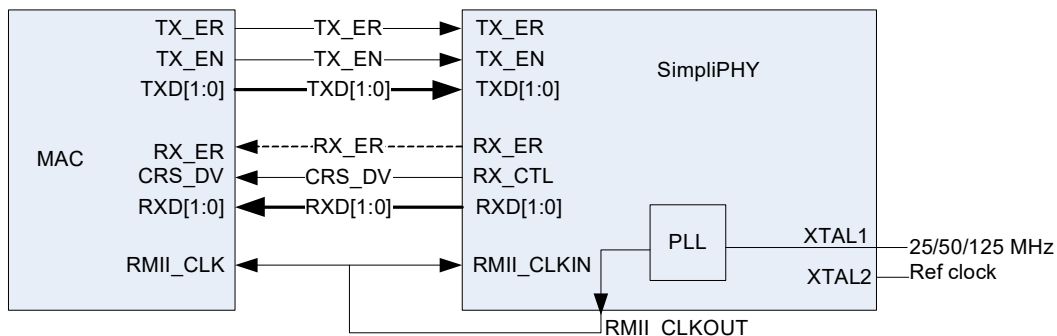 TX_ER TX_ER TX_ER
TX_EN TX_EN TX_EN
SimpliPHY
TXD[1:0] TXD[1:0] TXD[1:0]
MAC
RX_ER RX_ER RX_ER
CRS_DV CRS_DV RX_CTL
RXD[1:0] RXD[1:0] RXD[1:0]
PLL
XTAL1
25/50/125 MHz
RMII_CLK RMII_CLKIN
XTAL2
Ref clock
RMII_CLKOUT